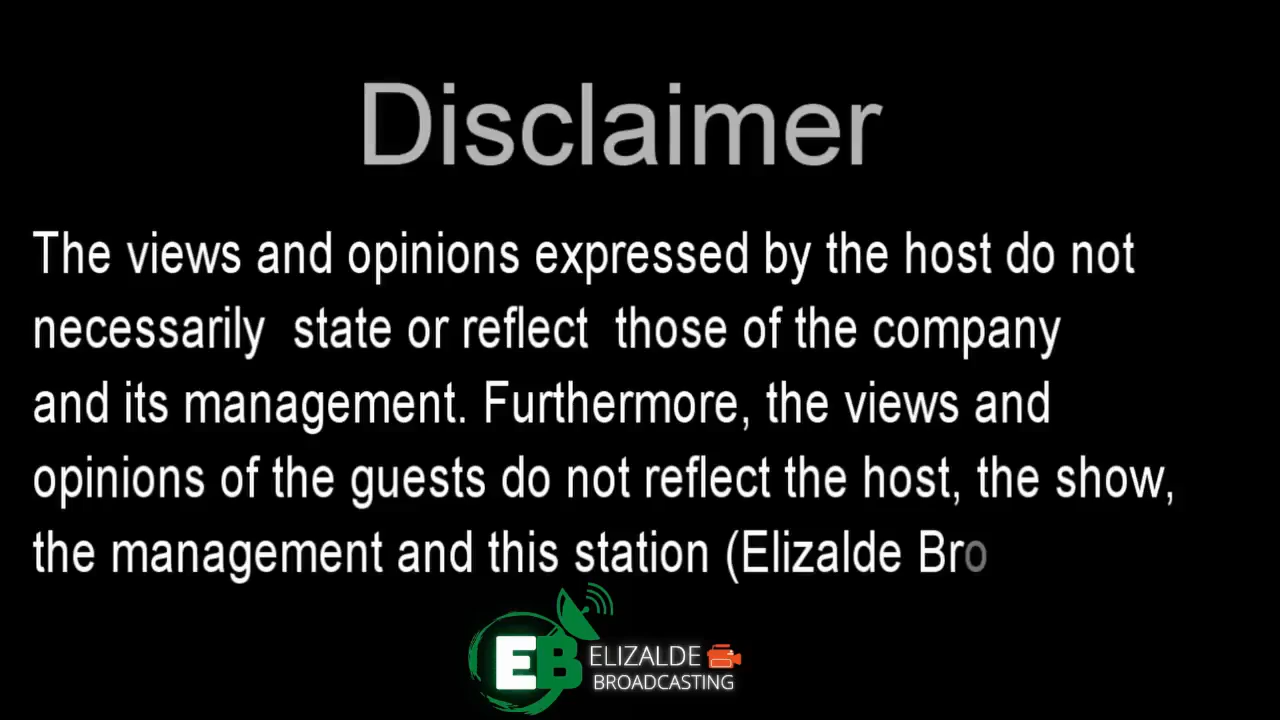 Disclaimer
The views and opinions expressed by the host do not
necessarily  state or reflect  those of the company
and its management. Furthermore, the views and
opinions of the guests do not reflect the host, the show,
the management and this station (Elizalde Bro
EB ELIZALDE
BROADCASTING